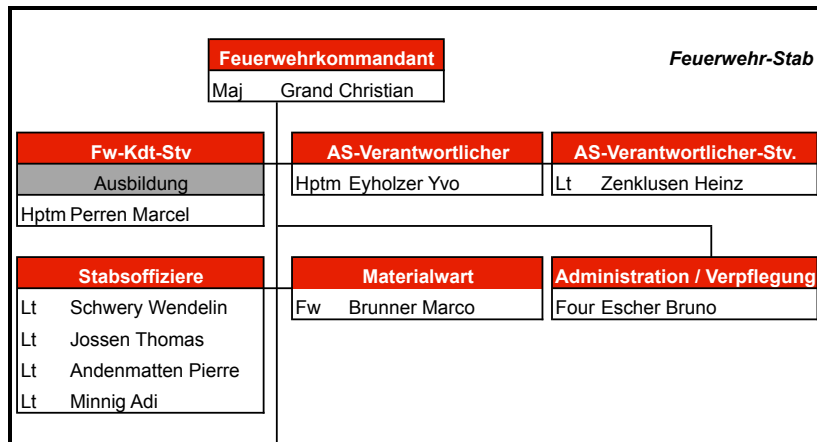 Feuerwehrkommandant
Feuerwehr-Stab
Maj Grand Christian
Fw-Kdt-Stv
Ausbildung
Hptm Perren Marcel
AS-Verantwortlicher
Hptm Eyholzer Yvo
AS-Verantwortlicher-Stv.
Lt Zenklusen Heinz
Stabsoffiziere
Lt Schwery Wendelin
Lt Jossen Thomas
Lt Andenmatten Pierre
Lt Minnig Adi
Materialwart
Fw Brunner Marco
Administration / Verpflegung
Four Escher Bruno